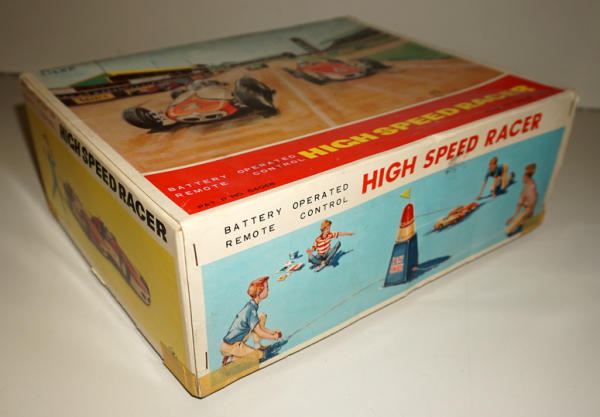 BATTERY OPERATED
REMOTE CONTROL
HIGH SPEED RACER
HIGH SPEED RACER
BATTERY OPERATED
REMOTE CONTROL
HIGH SPEED RACER